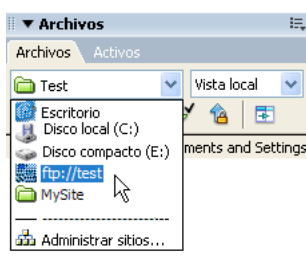 Archivos
Archivos Activos
Test Vista local
Escritorio
Disco local (C:)
Disco compacto (E:)
ments and Settings
ftp://test
MySite
Administrar sitios...